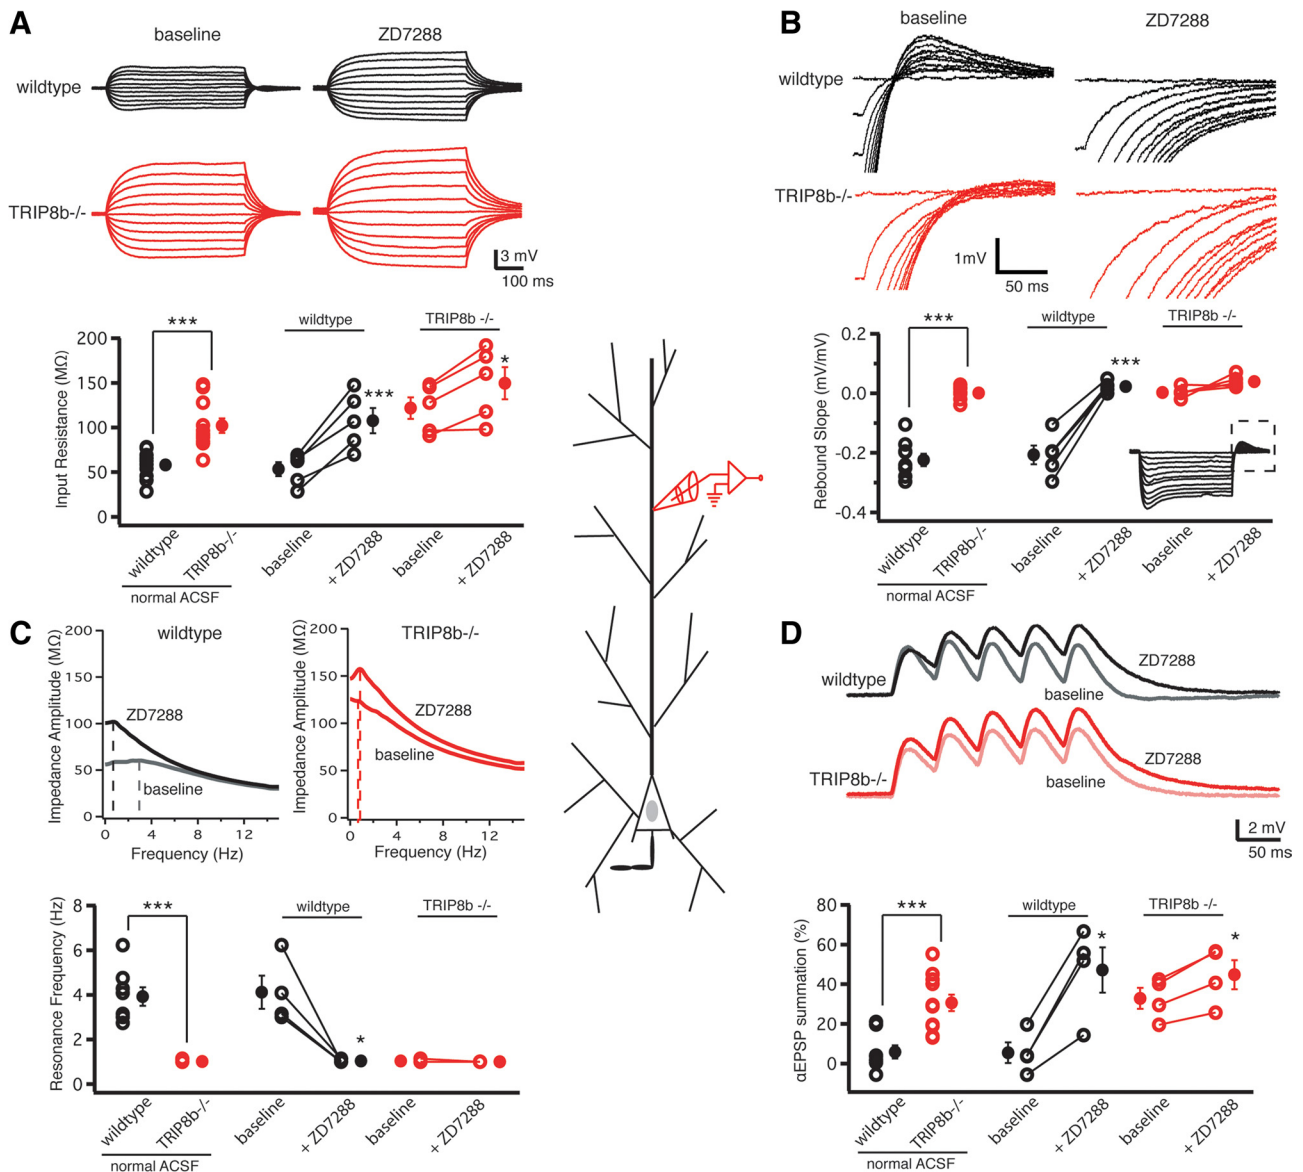 A
baseline
ZD7288
wildtype
TRIP8b-/-
3 mV
100 ms
***
wildtype
TRIP8b -/-
Input Resistance (MΩ)
200
150
100
50
0
***
*
wildtype
TRIP8b-/-
baseline
+ ZD7288
baseline
+ ZD7288
normal ACSF
B
baseline
ZD7288
wildtype
TRIP8b-/-
1mV
50 ms
***
wildtype
TRIP8b -/-
Rebound Slope (mV/mV)
0.2
0.0
-0.2
-0.4
***
wildtype
TRIP8b-/-
baseline
+ ZD7288
baseline
+ ZD7288
normal ACSF
C
wildtype
Impedance Amplitude (MΩ)
200
150
100
50
0
ZD7288
baseline
0
4
8
12
Frequency (Hz)
TRIP8b-/-
Impedance Amplitude (MΩ)
200
150
100
50
0
ZD7288
baseline
0
4
8
12
Frequency (Hz)
***
wildtype
TRIP8b -/-
Resonance Frequency (Hz)
8
6
4
2
0
*
wildtype
TRIP8b-/-
baseline
+ ZD7288
baseline
+ ZD7288
normal ACSF
D
wildtype
ZD7288
baseline
TRIP8b-/-
ZD7288
baseline
2 mV
50 ms
***
wildtype
TRIP8b -/-
αEPSP summation (%)
80
60
40
20
0
*
*
wildtype
TRIP8b-/-
baseline
+ ZD7288
baseline
+ ZD7288
normal ACSF